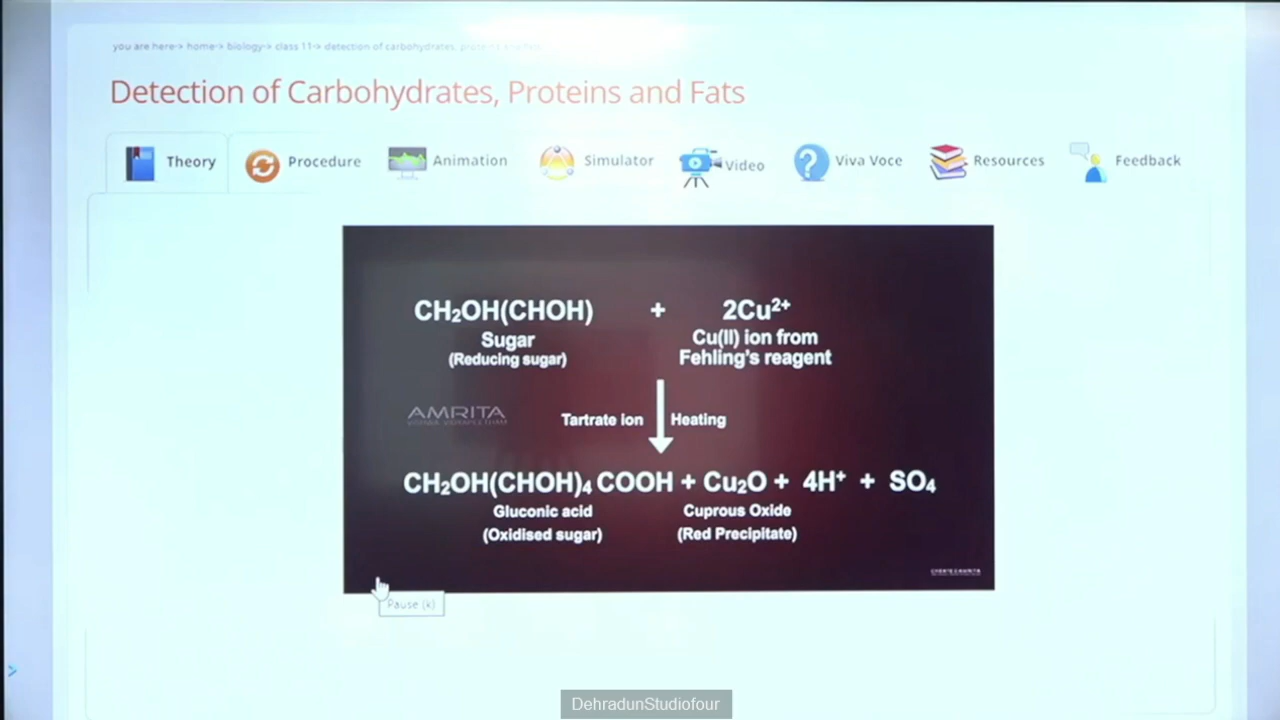 you are here-> home-> biology-> class 11-> detection of carbohydrates, proteins and fats
Detection of Carbohydrates, Proteins and Fats
Theory
Procedure
Animation
Simulator
Video
Viva Voce
Resources
Feedback
CH₂OH(CHOH) + 2Cu²⁺
Sugar
(Reducing sugar)
Cu(II) ion from
Fehling's reagent
AMRITA
Tartrate ion
Heating
CH₂OH(CHOH)₄ COOH + Cu₂O + 4H⁺ + SO₄
Gluconic acid
(Oxidised sugar)
Cuprous Oxide
(Red Precipitate)
Pause (k)
DehradunStudiofour